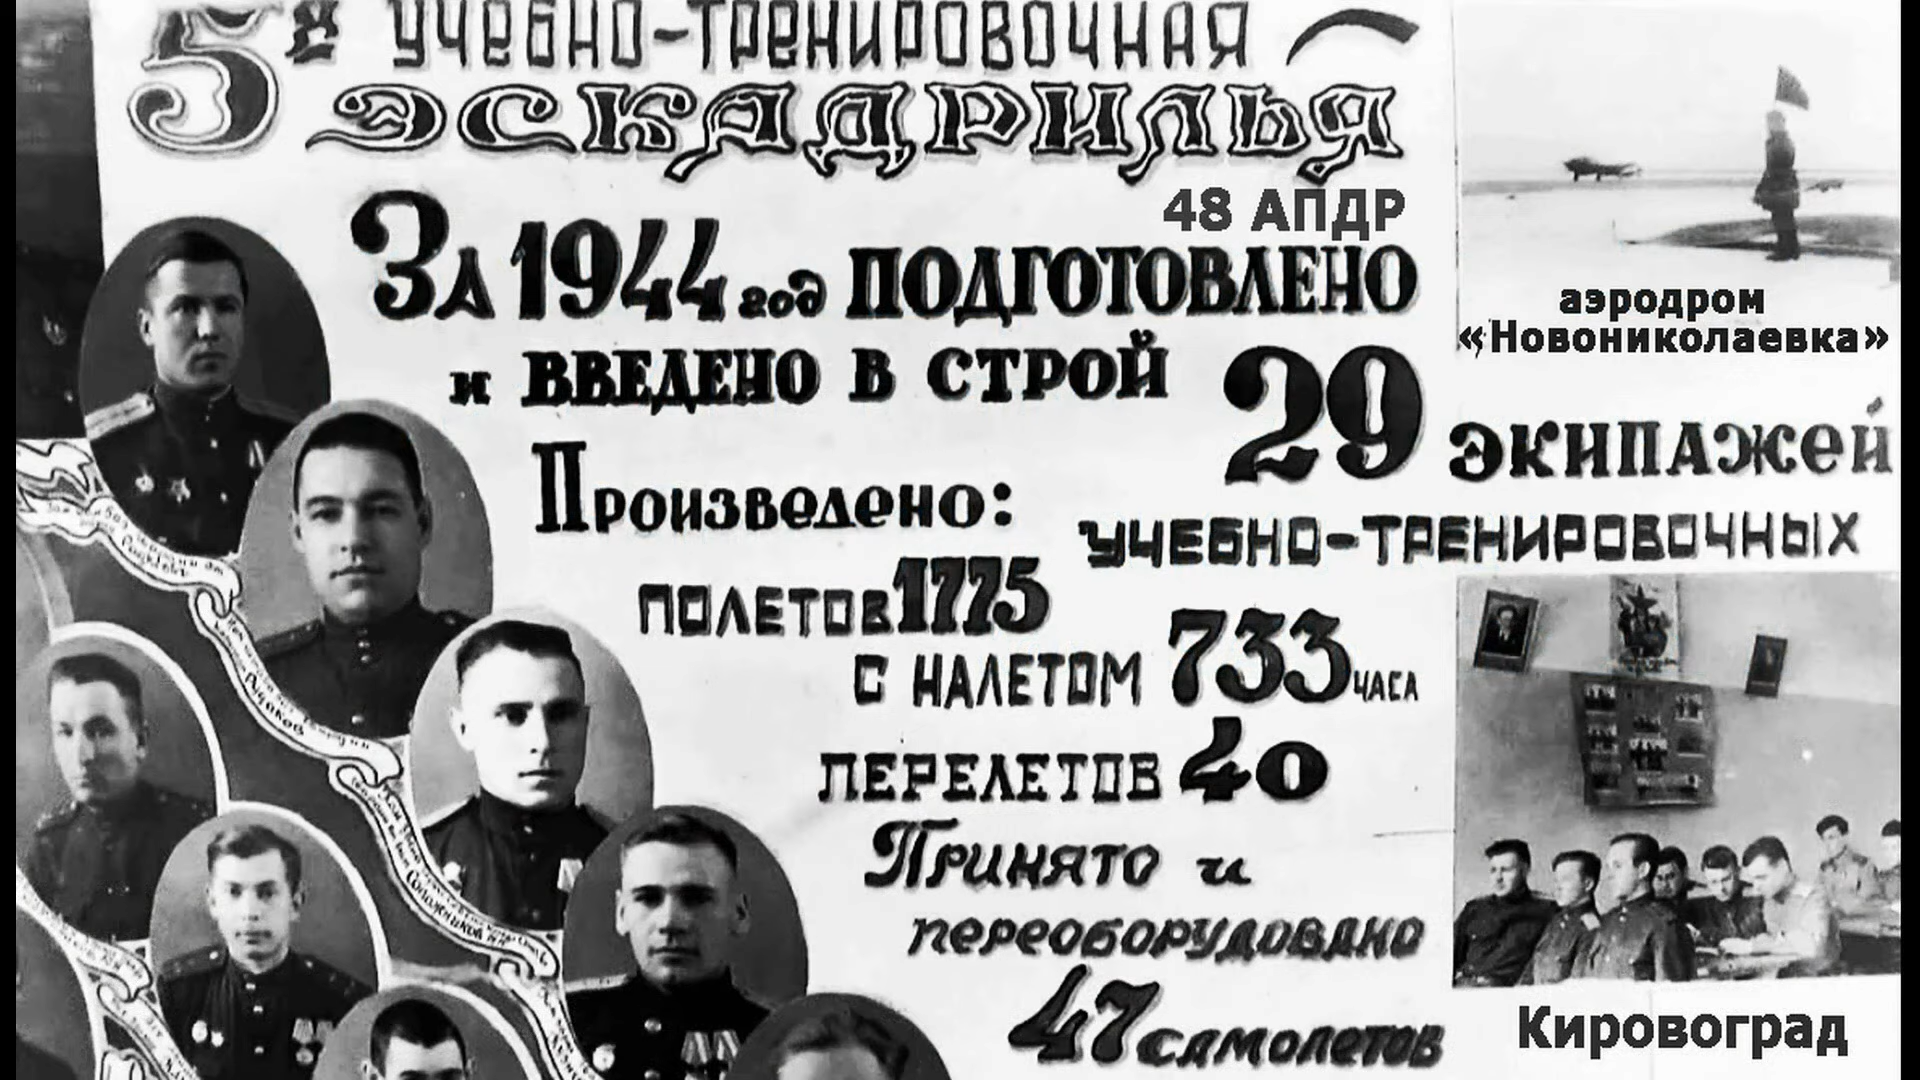 5я УЧЕБНО-ТРЕНИРОВОЧНАЯ
ЭСКАДРИЛЬЯ
48 АПДР
ЗА 1944 год ПОДГОТОВЛЕНО
и ВВЕДЕНО В СТРОЙ 29 ЭКИПАЖЕЙ
Произведено: УЧЕБНО-ТРЕНИРОВОЧНЫХ
ПОЛЕТОВ 1775
С НАЛЕТОМ 733 ЧАСА
ПЕРЕЛЕТОВ 40
Принято и
переоборудовано
47 самолетов
аэродром
«Новониколаевка»
Кировоград